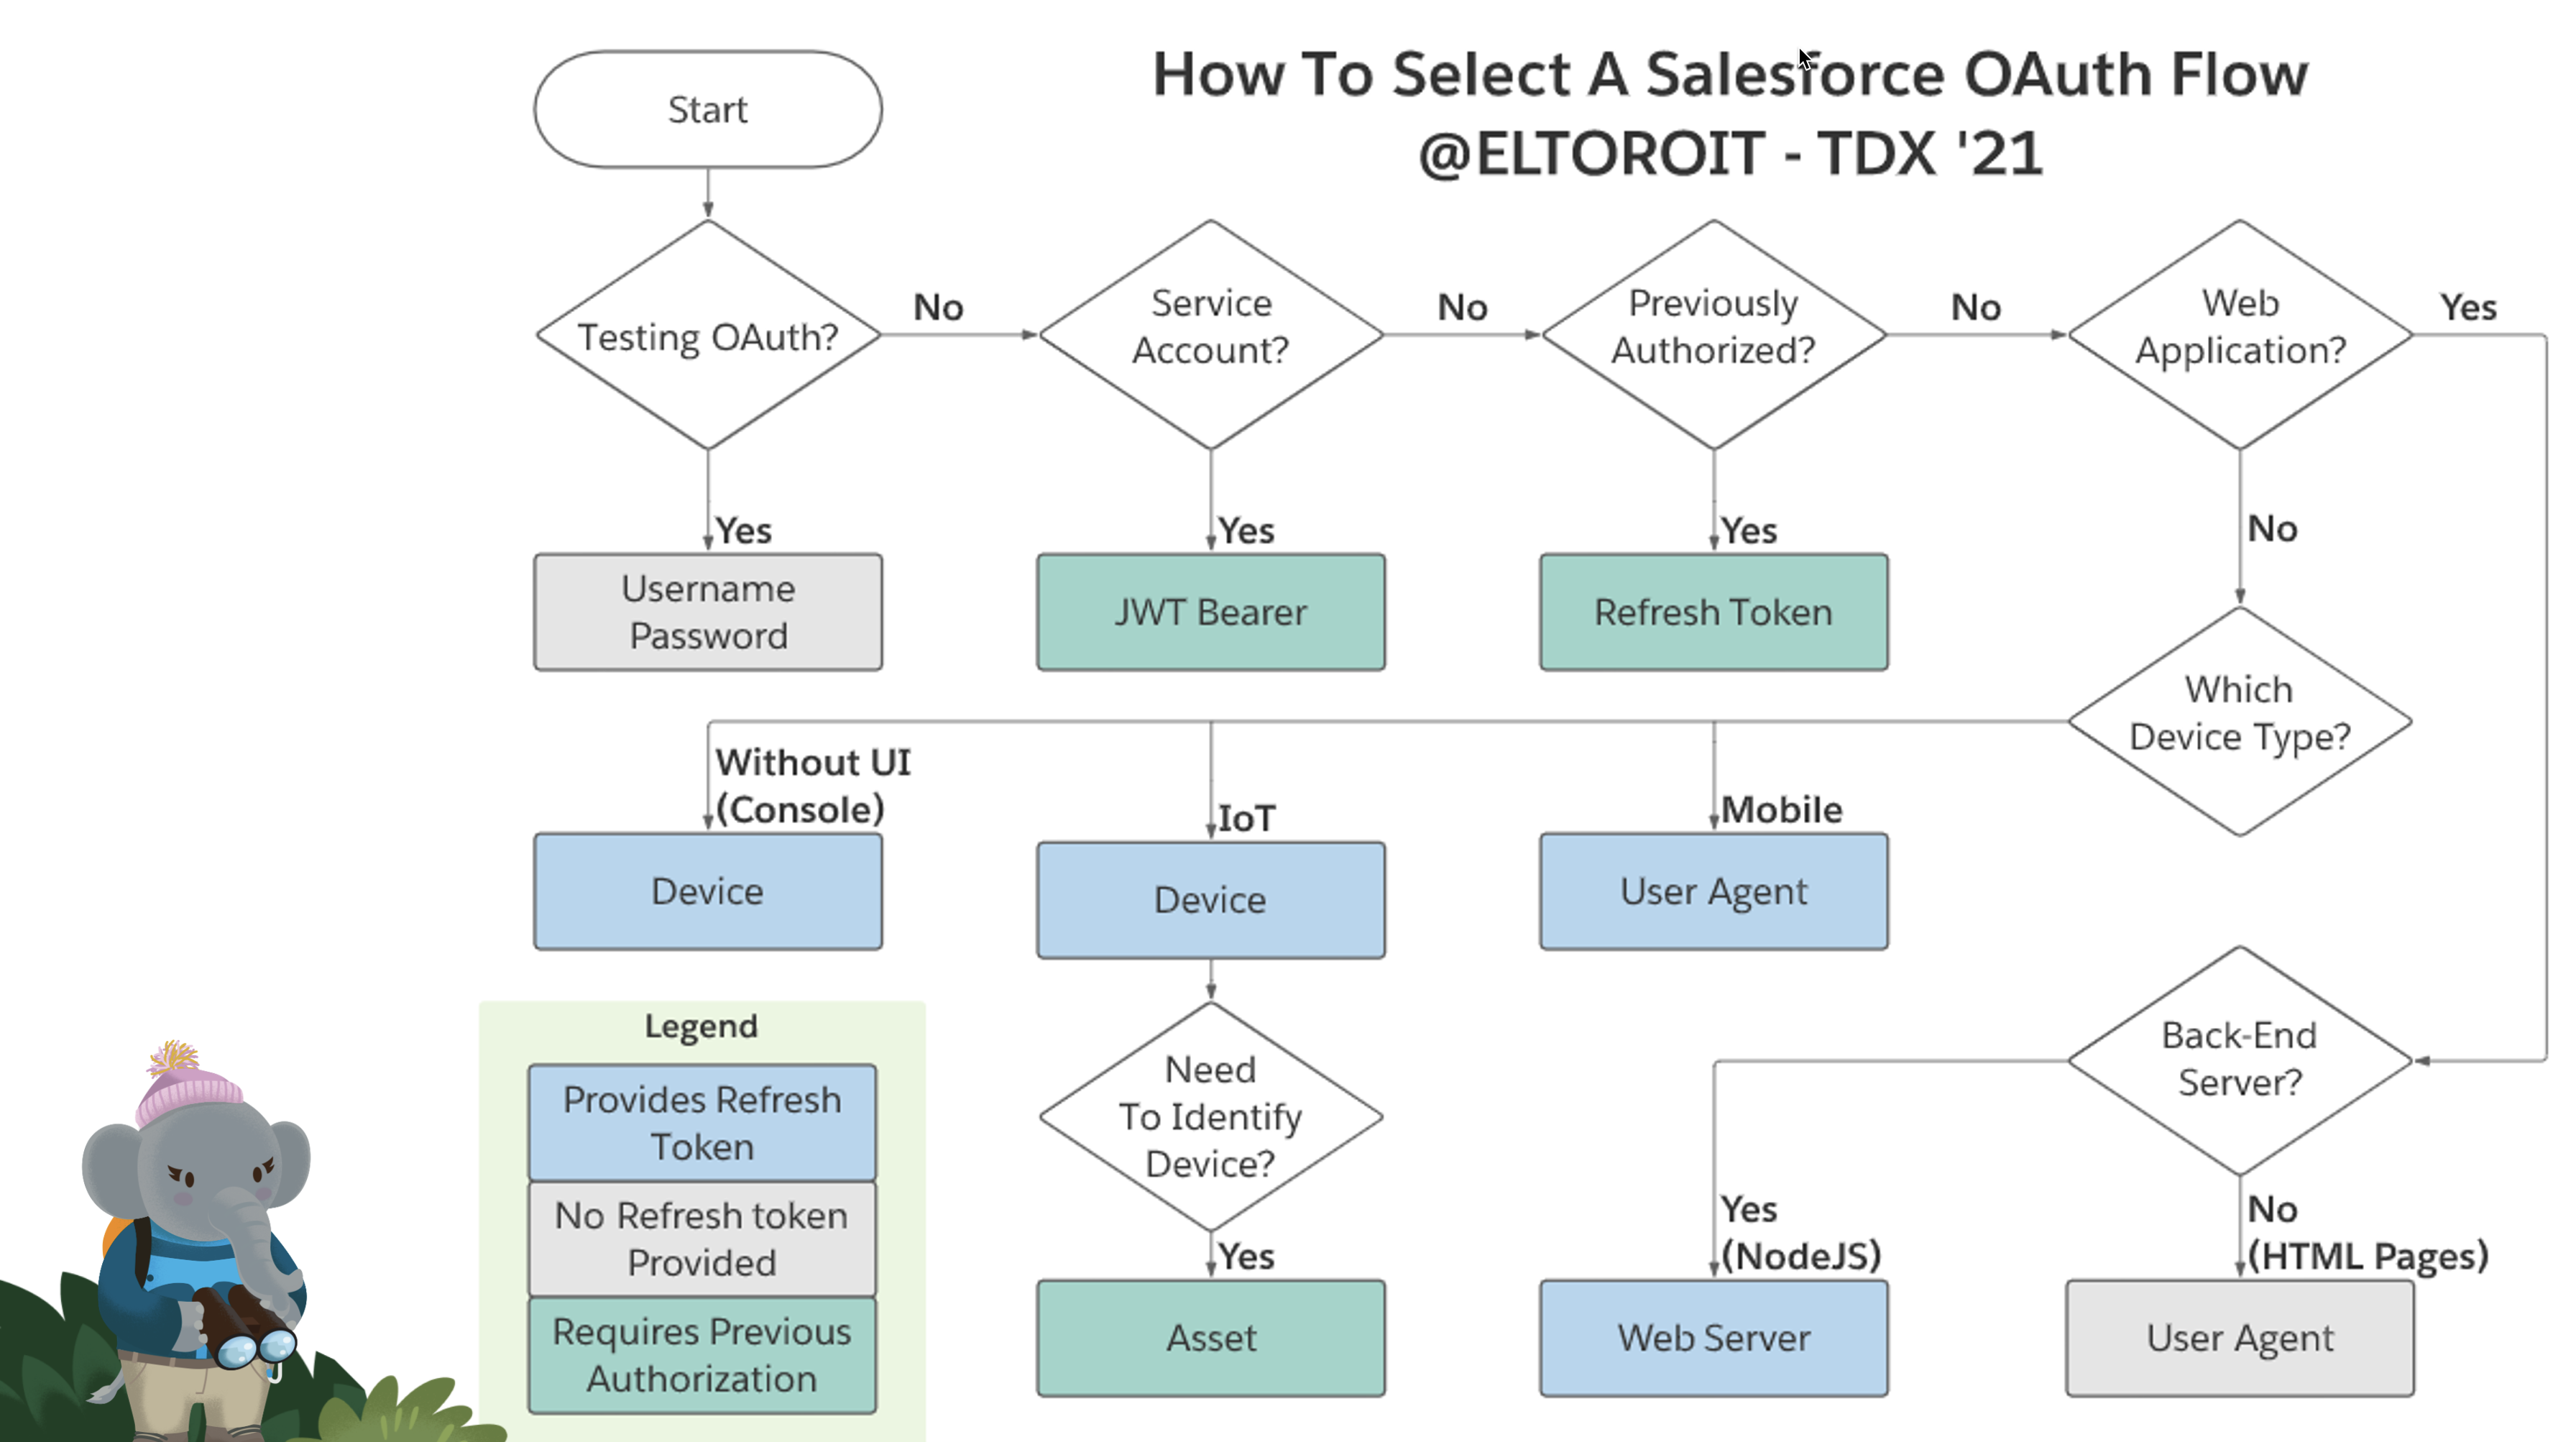 How To Select A Salesforce OAuth Flow
@ELTOROIT - TDX '21
Start
Testing OAuth?
No
Service
Account?
No
Previously
Authorized?
No
Web
Application?
Yes
Yes
Username
Password
Yes
JWT Bearer
Yes
Refresh Token
No
Which
Device Type?
Without UI
(Console)
Device
IoT
Device
Mobile
User Agent
Need
To Identify
Device?
Yes
Asset
Back-End
Server?
Yes
(NodeJS)
Web Server
No
(HTML Pages)
User Agent
Legend
Provides Refresh
Token
No Refresh token
Provided
Requires Previous
Authorization